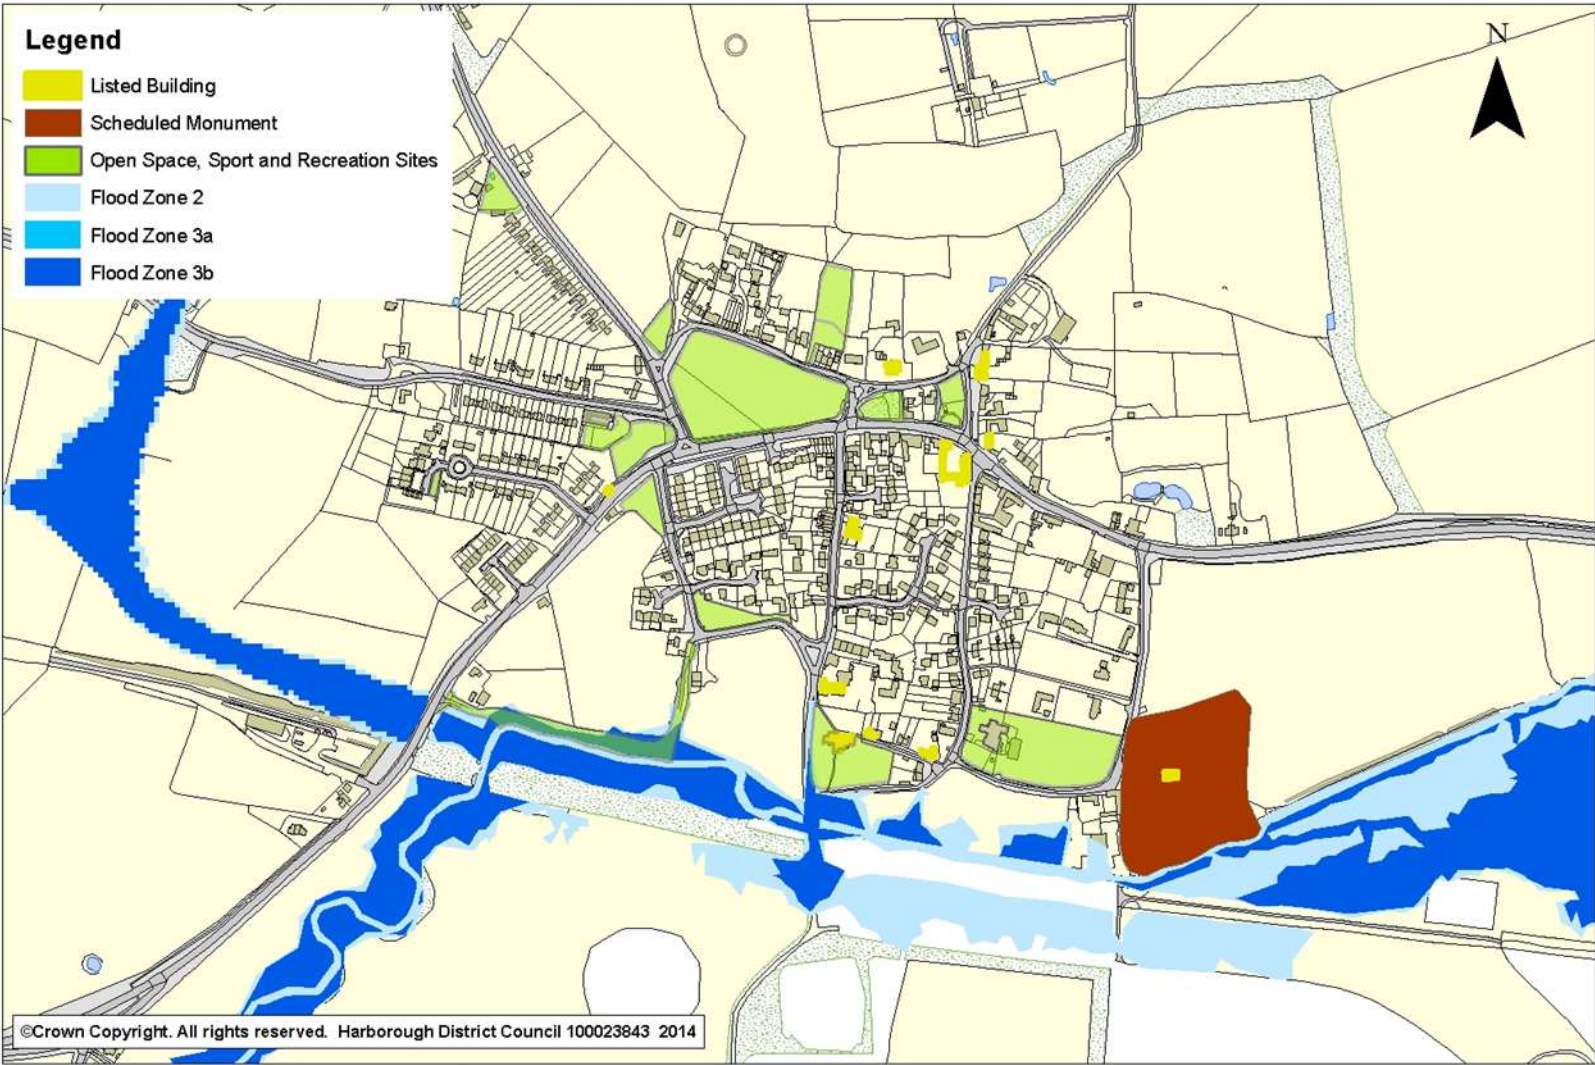 Legend
Listed Building
Scheduled Monument
Open Space, Sport and Recreation Sites
Flood Zone 2
Flood Zone 3a
Flood Zone 3b
N
©Crown Copyright. All rights reserved. Harborough District Council 100023843 2014